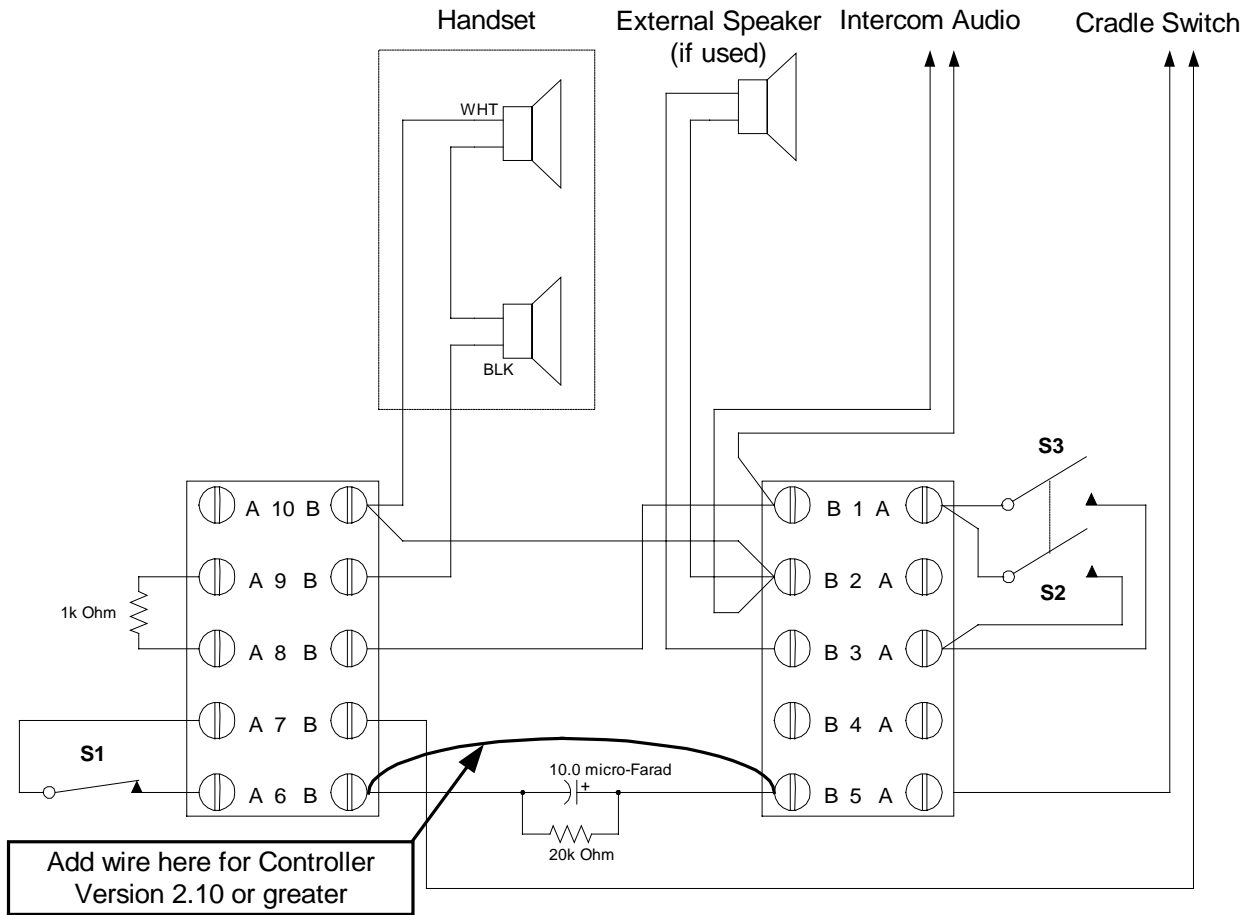 Handset
External Speaker
(if used)
Intercom Audio
Cradle Switch
WHT
BLK
S3
S2
A 10 B
A 9 B
A 8 B
A 7 B
A 6 B
1k Ohm
S1
B 1 A
B 2 A
B 3 A
B 4 A
B 5 A
10.0 micro-Farad
+
20k Ohm
Add wire here for Controller
Version 2.10 or greater